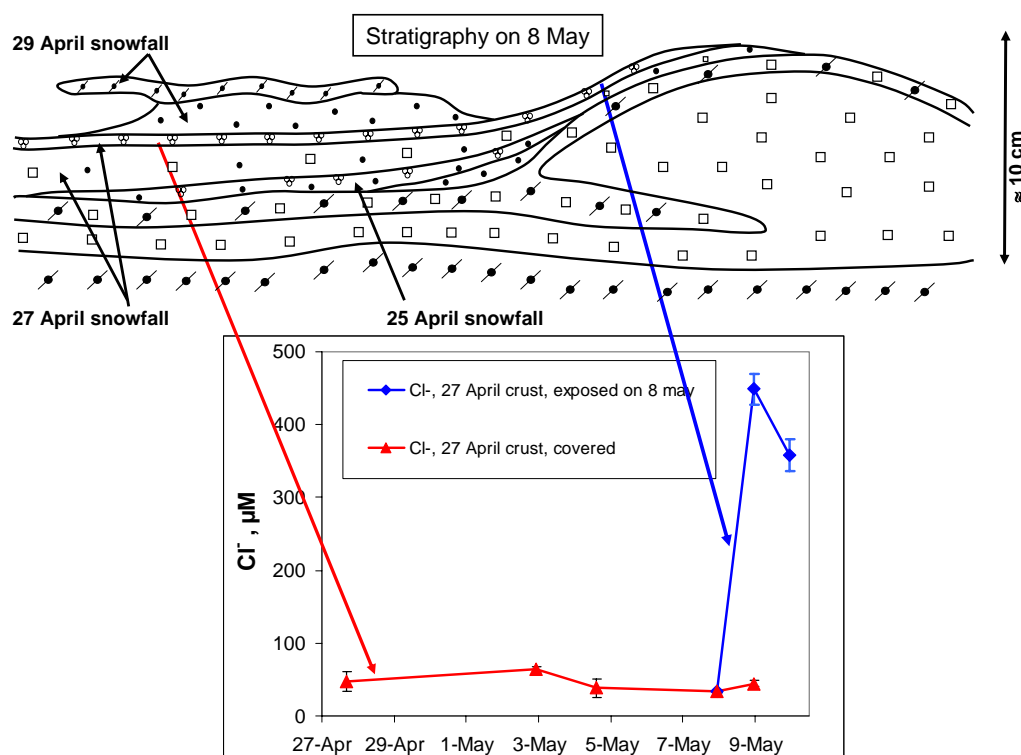 Stratigraphy on 8 May
29 April snowfall
≈ 10 cm
27 April snowfall
25 April snowfall
500
400
300
200
100
0
Cl⁻ , µM
Cl-, 27 April crust, exposed on 8 may
Cl-, 27 April crust, covered
27-Apr 29-Apr 1-May 3-May 5-May 7-May 9-May